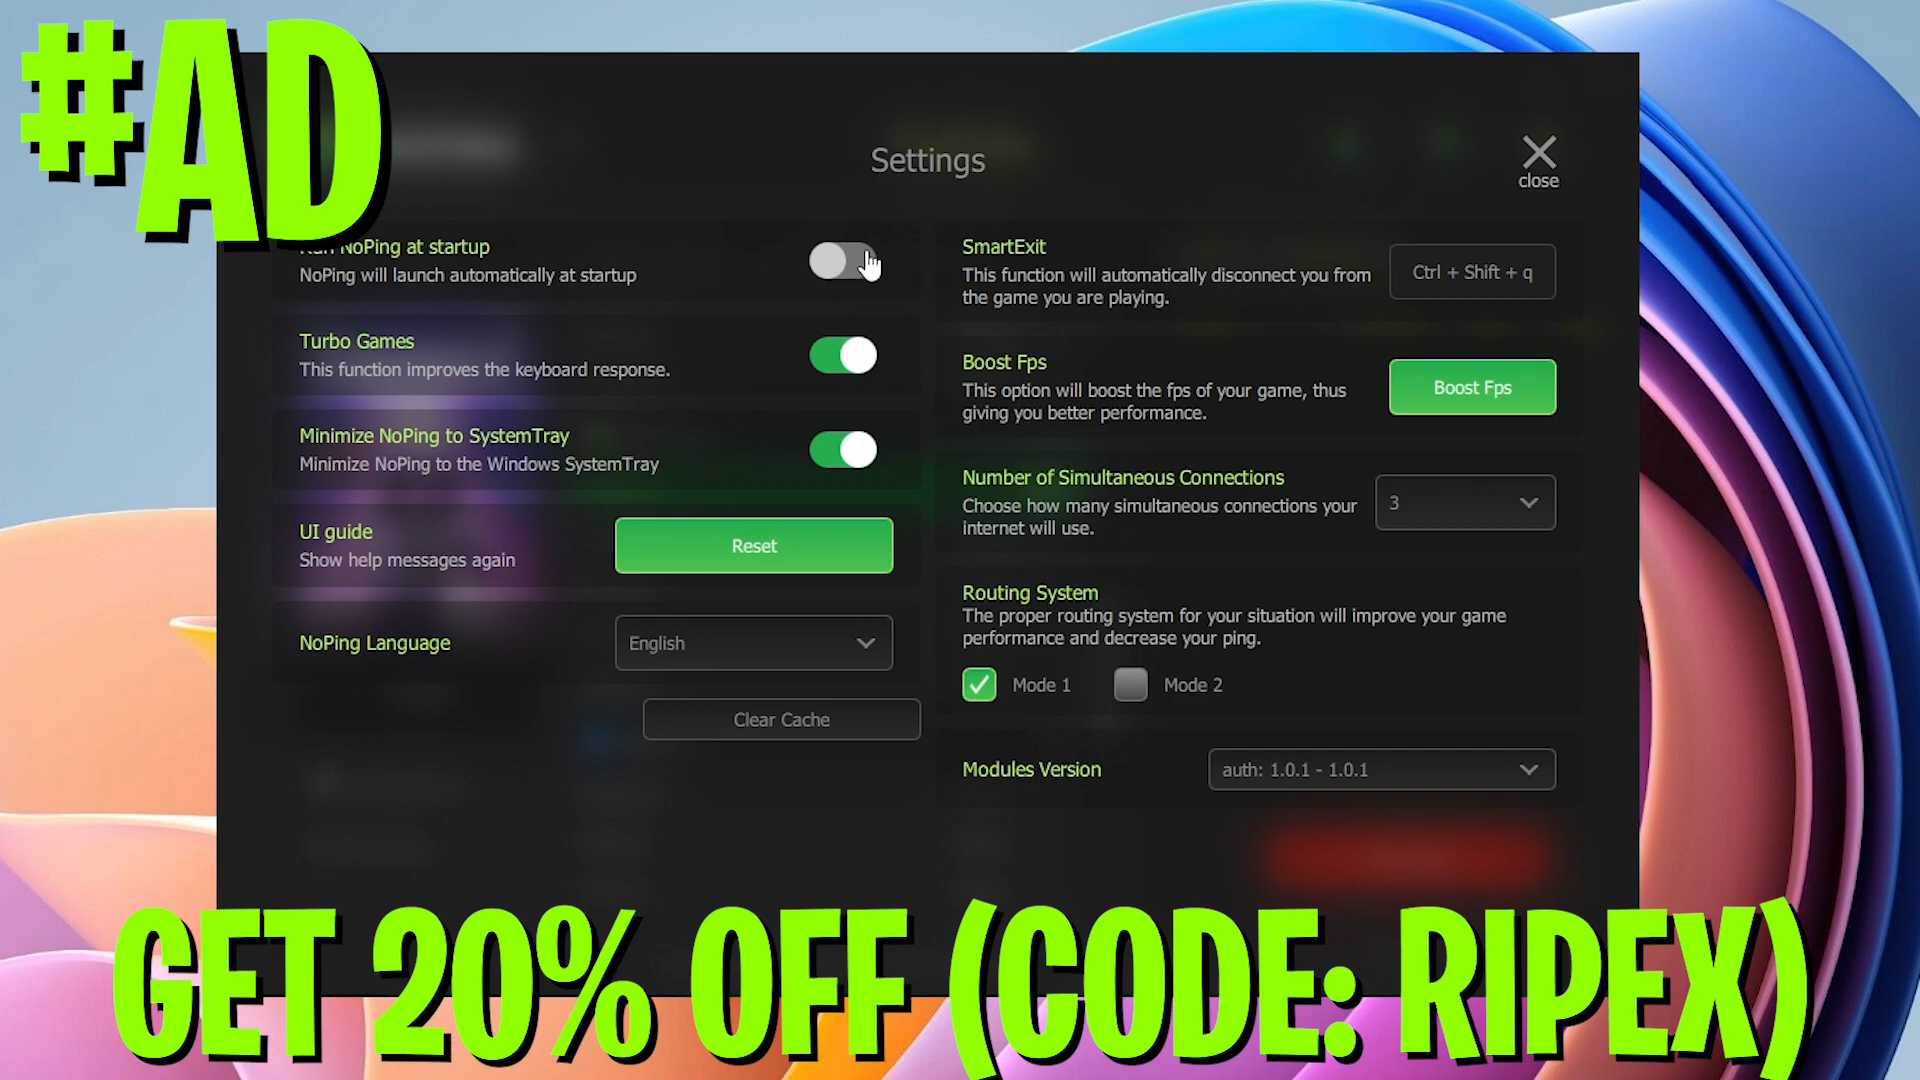 #AD
Settings
close
Run NoPing at startup
NoPing will launch automatically at startup
Turbo Games
This function improves the keyboard response.
Minimize NoPing to SystemTray
Minimize NoPing to the Windows SystemTray
UI guide
Show help messages again
Reset
NoPing Language
English
Clear Cache
SmartExit
This function will automatically disconnect you from
the game you are playing.
Ctrl + Shift + q
Boost Fps
This option will boost the fps of your game, thus
giving you better performance.
Boost Fps
Number of Simultaneous Connections
Choose how many simultaneous connections your
internet will use.
3
Routing System
The proper routing system for your situation will improve your game
performance and decrease your ping.
Mode 1
Mode 2
Modules Version
auth: 1.0.1 - 1.0.1
GET 20% OFF (CODE: RIPEX)